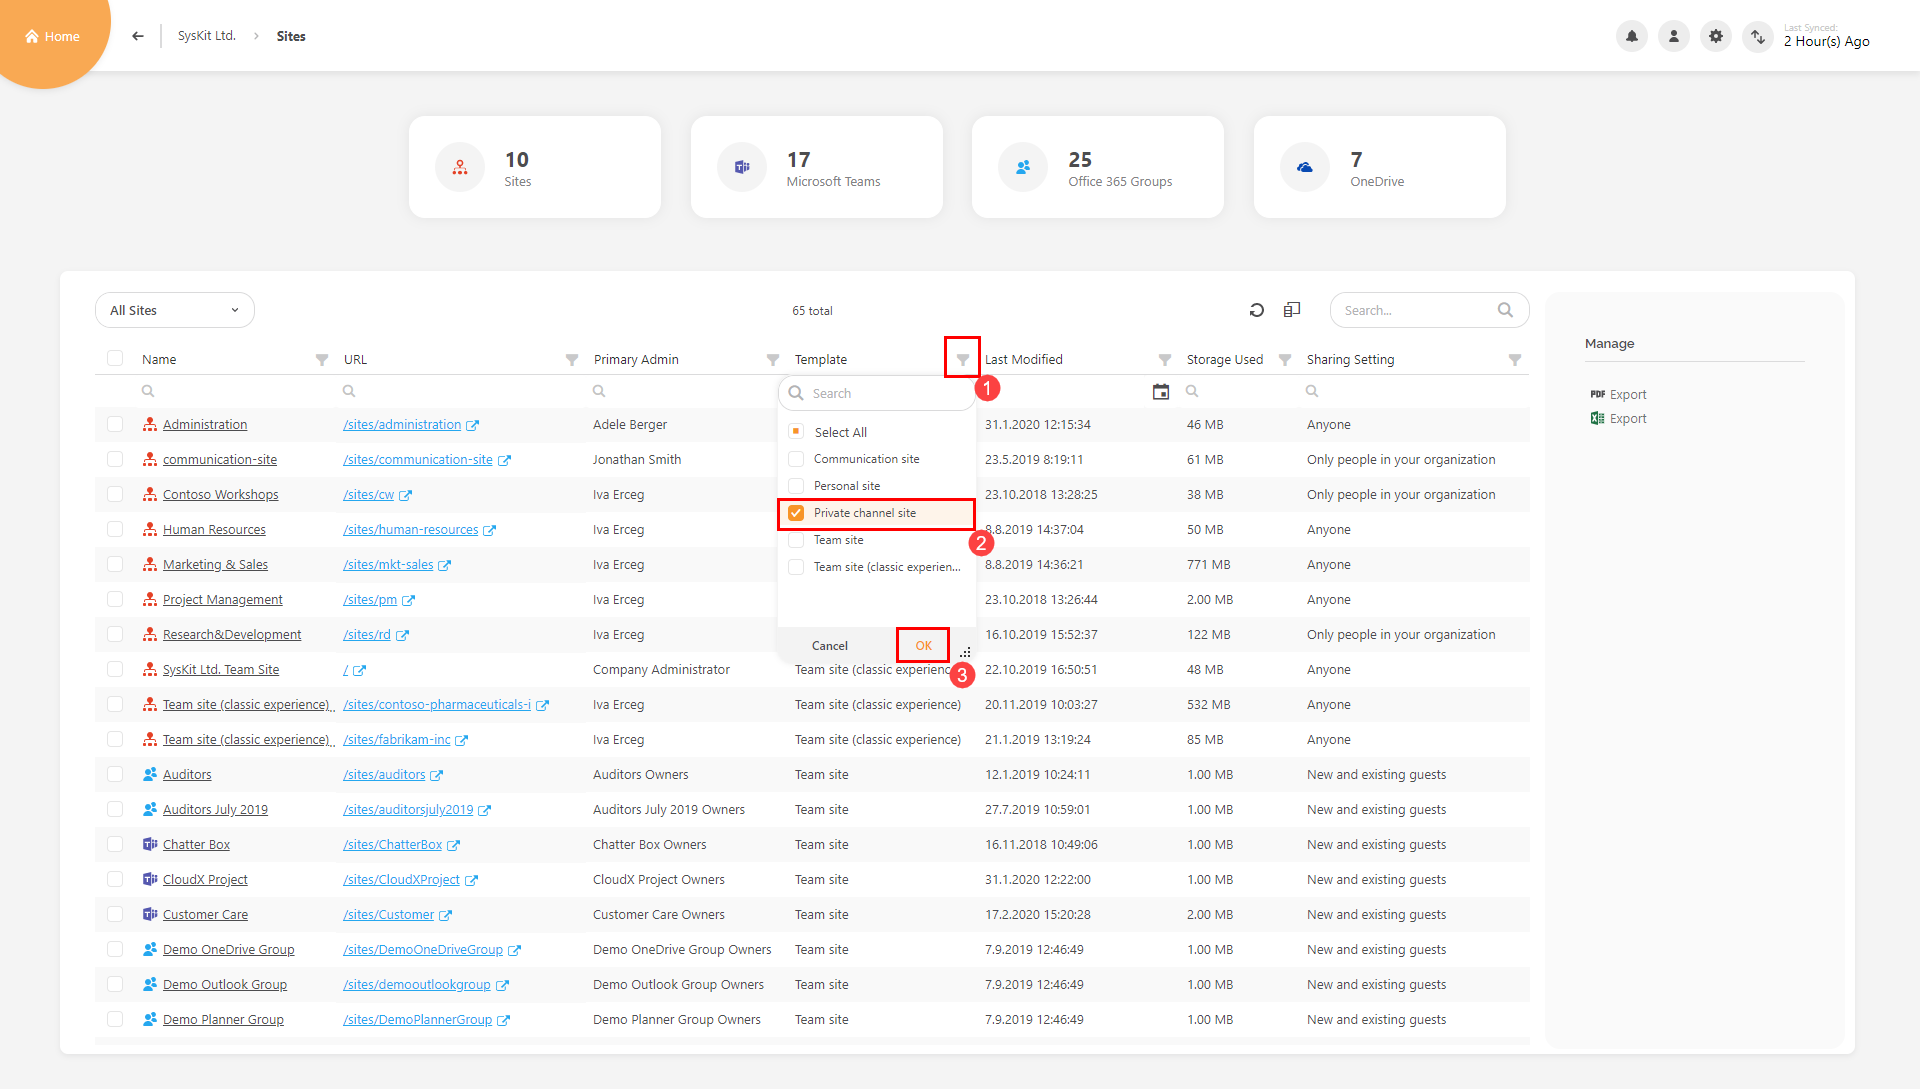 Home
SysKit Ltd. > Sites
Last Synced:
2 Hour(s) Ago
10
Sites
17
Microsoft Teams
25
Office 365 Groups
7
OneDrive
All Sites
65 total
Search...
Manage
PDF Export
Export
Name URL Primary Admin Template Last Modified Storage Used Sharing Setting
1
Search
Select All
Communication site
Personal site
Private channel site
2
Team site
Team site (classic experien...
Cancel OK
3
Administration /sites/administration Adele Berger 31.1.2020 12:15:34 46 MB Anyone
communication-site /sites/communication-site Jonathan Smith 23.5.2019 8:19:11 61 MB Only people in your organization
Contoso Workshops /sites/cw Iva Erceg 23.10.2018 13:28:25 38 MB Only people in your organization
Human Resources /sites/human-resources Iva Erceg 8.8.2019 14:37:04 50 MB Anyone
Marketing & Sales /sites/mkt-sales Iva Erceg 8.8.2019 14:36:21 771 MB Anyone
Project Management /sites/pm Iva Erceg 23.10.2018 13:26:44 2.00 MB Anyone
Research&Development /sites/rd Iva Erceg 16.10.2019 15:52:37 122 MB Only people in your organization
SysKit Ltd. Team Site / Company Administrator Team site (classic experience 22.10.2019 16:50:51 48 MB Anyone
Team site (classic experience) /sites/contoso-pharmaceuticals-i Iva Erceg Team site (classic experience) 20.11.2019 10:03:27 532 MB Anyone
Team site (classic experience) /sites/fabrikam-inc Iva Erceg Team site (classic experience) 21.1.2019 13:19:24 85 MB Anyone
Auditors /sites/auditors Auditors Owners Team site 12.1.2019 10:24:11 1.00 MB New and existing guests
Auditors July 2019 /sites/auditorsjuly2019 Auditors July 2019 Owners Team site 27.7.2019 10:59:01 1.00 MB New and existing guests
Chatter Box /sites/ChatterBox Chatter Box Owners Team site 16.11.2018 10:49:06 1.00 MB New and existing guests
CloudX Project /sites/CloudXProject CloudX Project Owners Team site 31.1.2020 12:22:00 1.00 MB New and existing guests
Customer Care /sites/Customer Customer Care Owners Team site 17.2.2020 15:20:28 2.00 MB New and existing guests
Demo OneDrive Group /sites/DemoOneDriveGroup Demo OneDrive Group Owners Team site 7.9.2019 12:46:49 1.00 MB New and existing guests
Demo Outlook Group /sites/demooutlookgroup Demo Outlook Group Owners Team site 7.9.2019 12:46:49 1.00 MB New and existing guests
Demo Planner Group /sites/DemoPlannerGroup Demo Planner Group Owners Team site 7.9.2019 12:46:49 1.00 MB New and existing guests